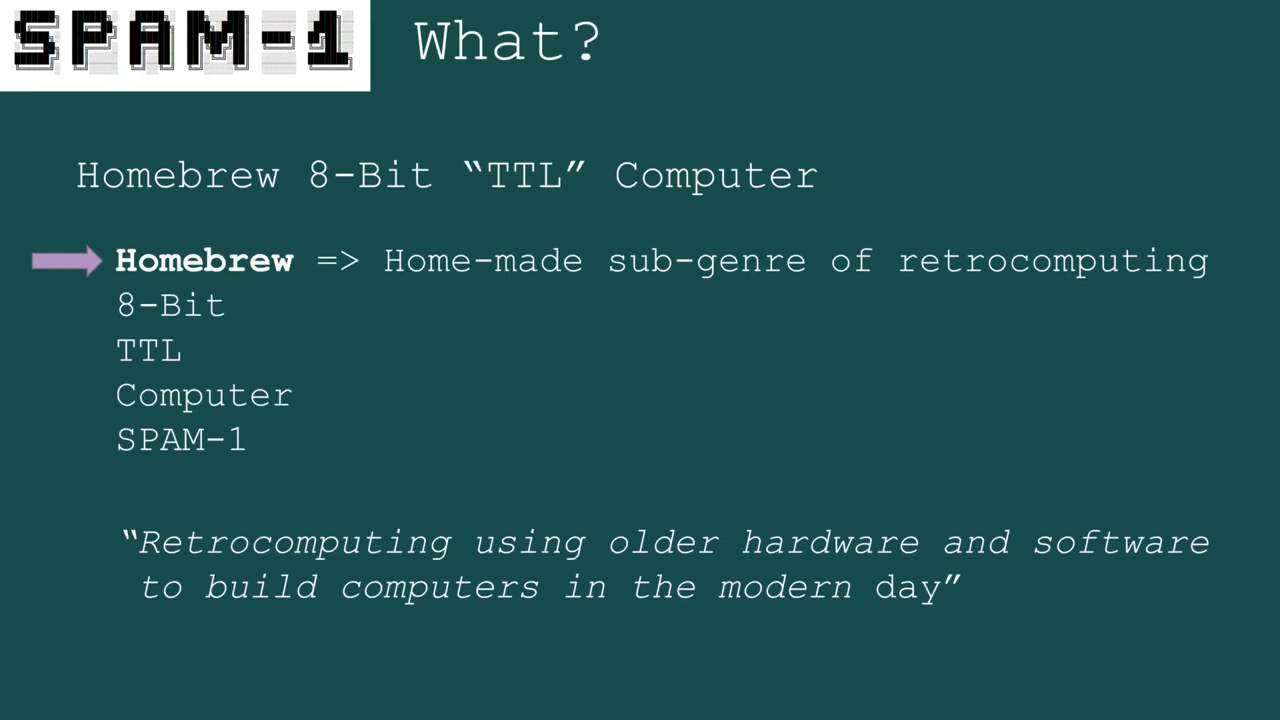 SPAM-1
What?
Homebrew 8-Bit “TTL” Computer
Homebrew => Home-made sub-genre of retrocomputing
8-Bit
TTL
Computer
SPAM-1
“Retrocomputing using older hardware and software
to build computers in the modern day”